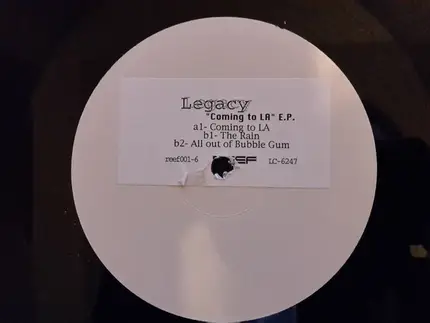 Legacy
"Coming to LA" E.P.
a1- Coming to LA
b1- The Rain
b2- All out of Bubble Gum
reef001-6 LC-6247